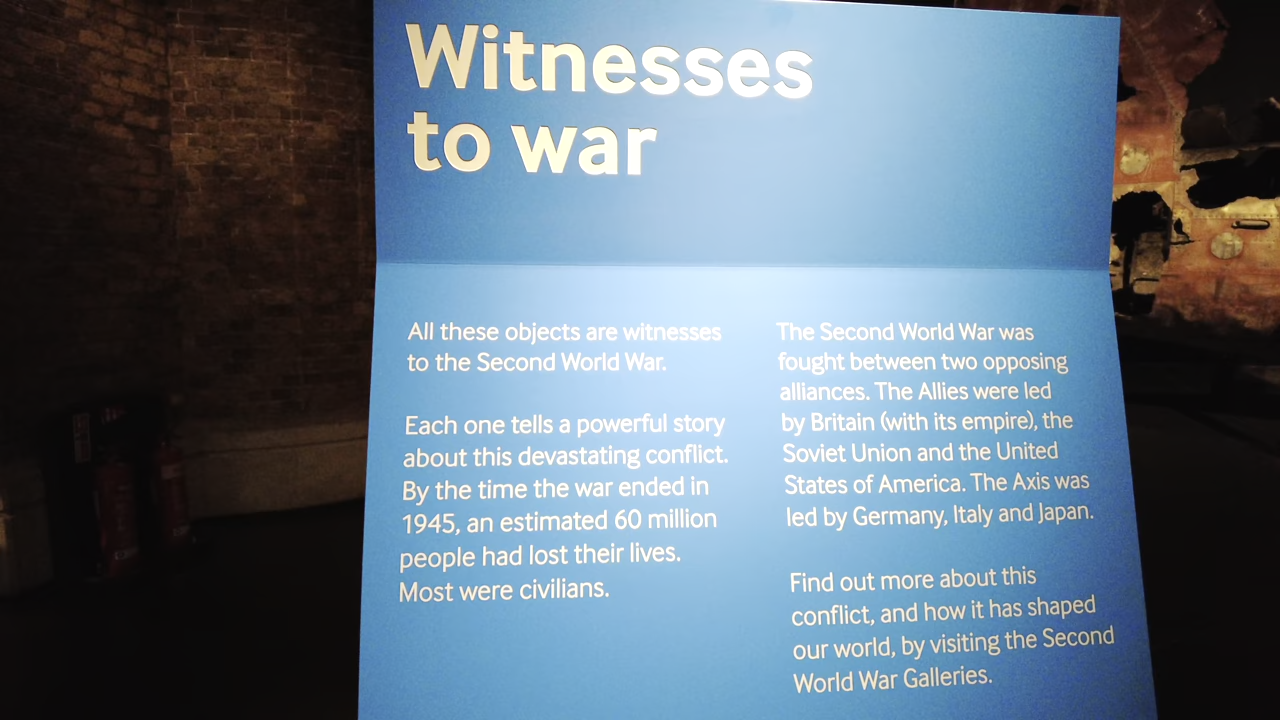 Witnesses
to war
All these objects are witnesses
to the Second World War.
Each one tells a powerful story
about this devastating conflict.
By the time the war ended in
1945, an estimated 60 million
people had lost their lives.
Most were civilians.
The Second World War was
fought between two opposing
alliances. The Allies were led
by Britain (with its empire), the
Soviet Union and the United
States of America. The Axis was
led by Germany, Italy and Japan.
Find out more about this
conflict, and how it has shaped
our world, by visiting the Second
World War Galleries.